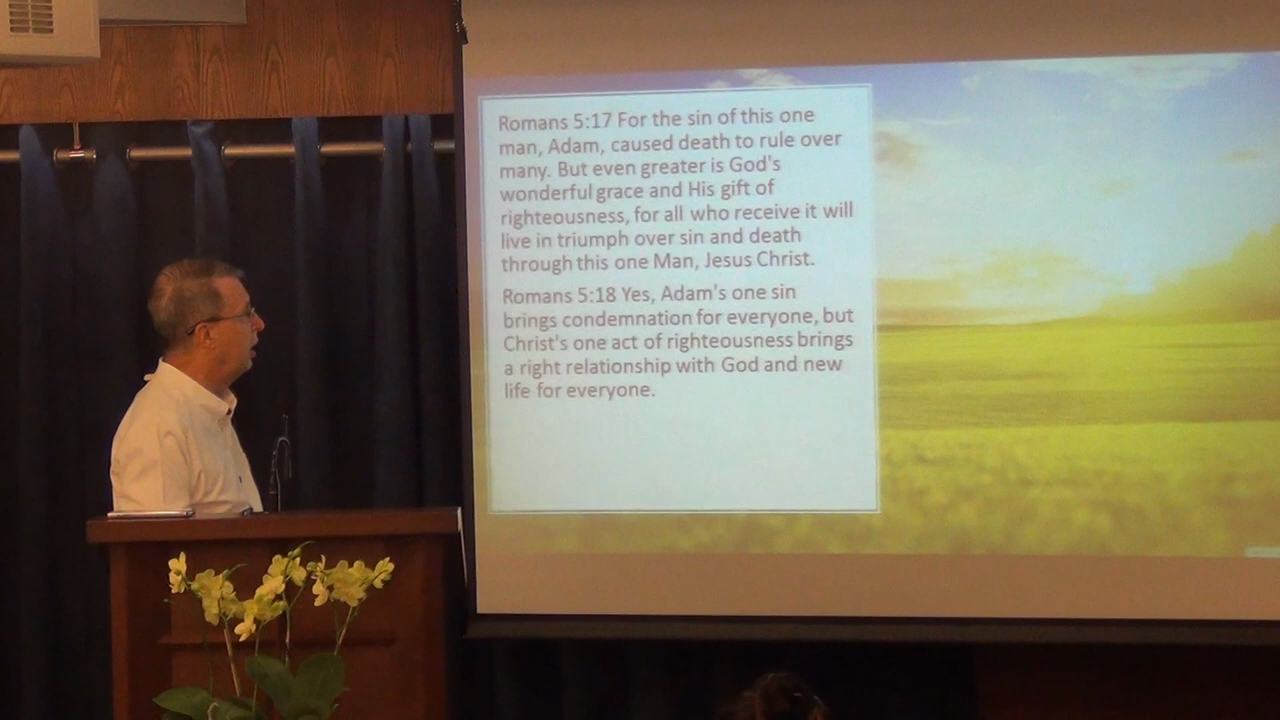 Romans 5:17 For the sin of this one
man, Adam, caused death to rule over
many. But even greater is God's
wonderful grace and His gift of
righteousness, for all who receive it will
live in triumph over sin and death
through this one Man, Jesus Christ.
Romans 5:18 Yes, Adam's one sin
brings condemnation for everyone, but
Christ's one act of righteousness brings
a right relationship with God and new
life for everyone.